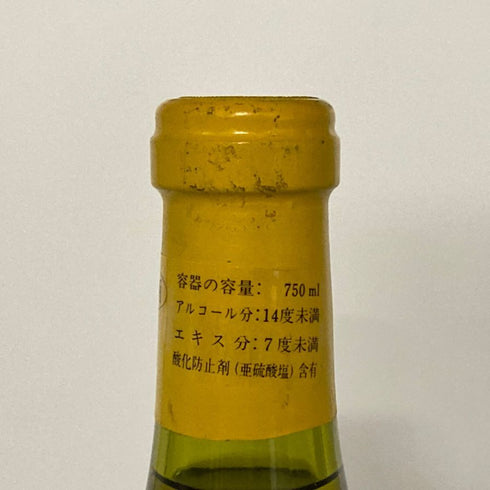 容器の容量: 750 ml
アルコール分:14度未満
エキス分:7度未満
酸化防止剤(亜硫酸塩)含有